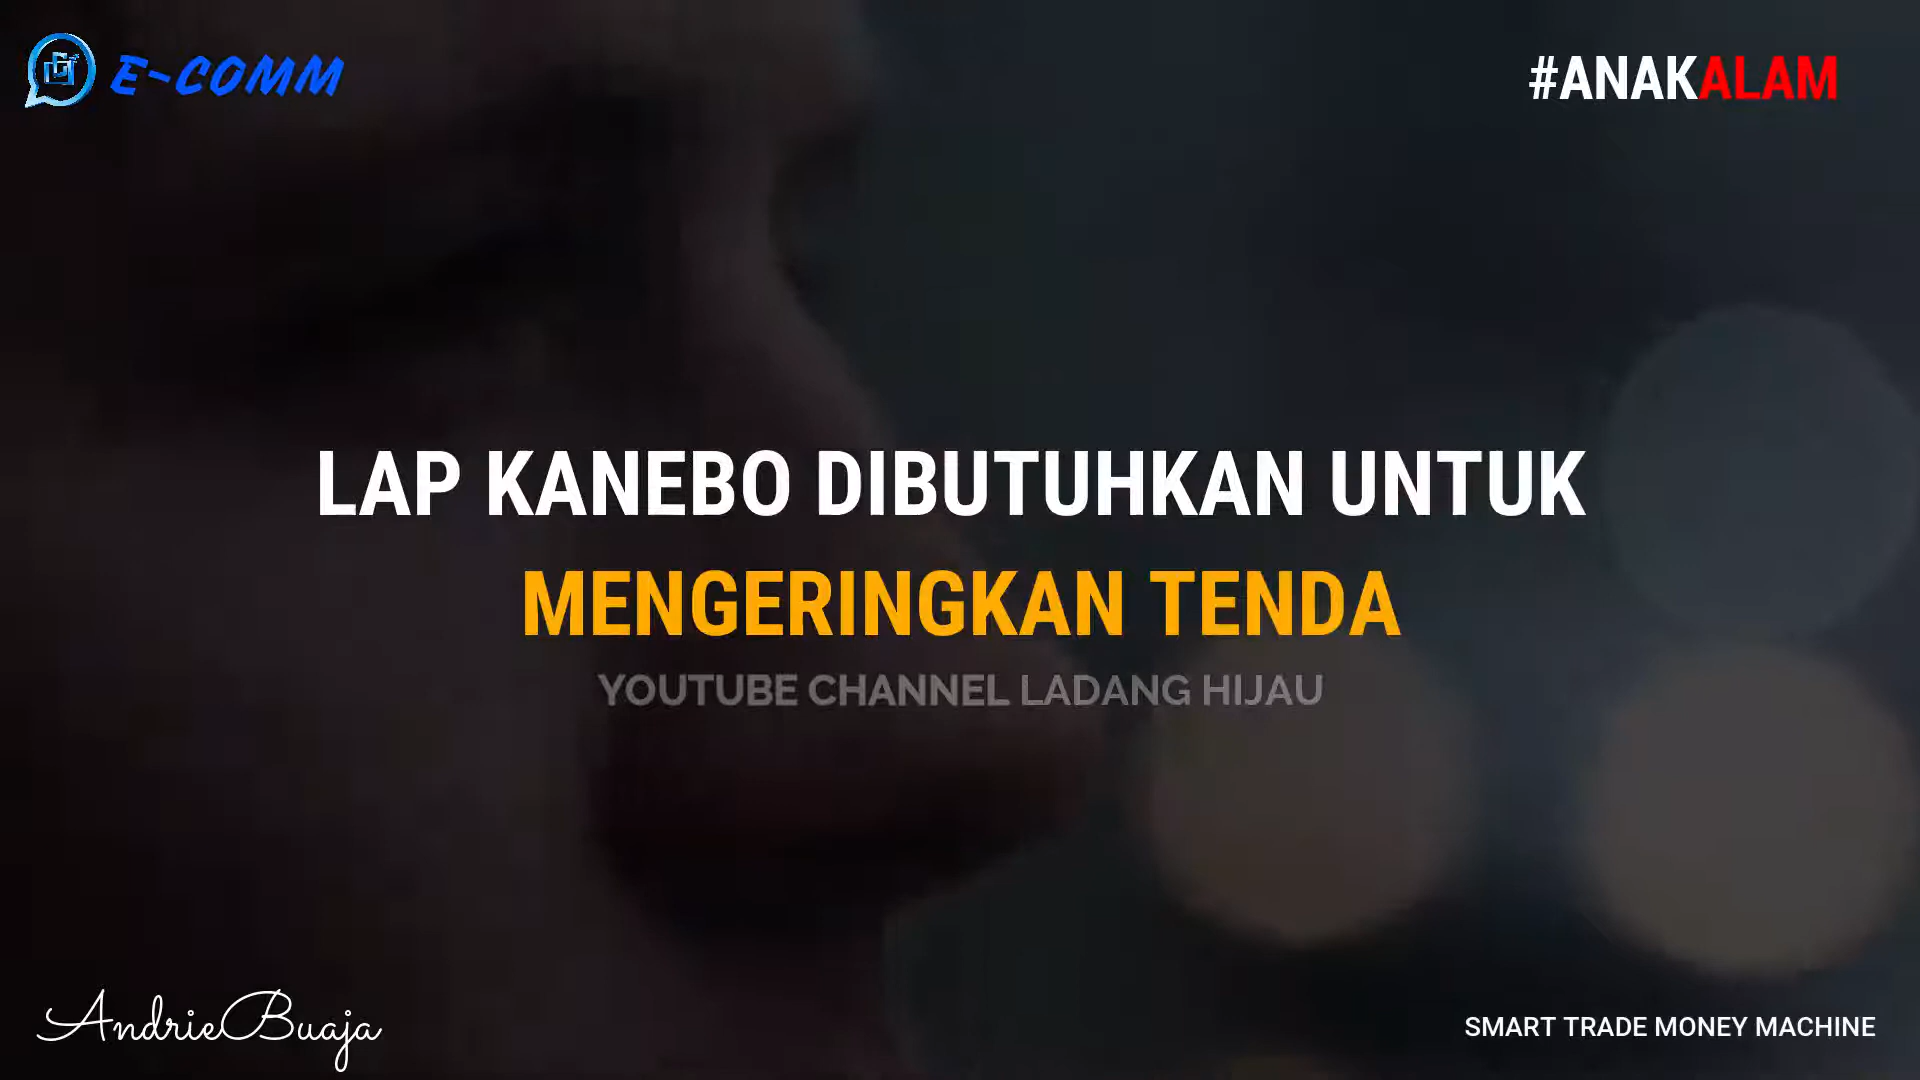 E-COMM
#ANAKALAM
LAP KANEBO DIBUTUHKAN UNTUK
MENGERINGKAN TENDA
YOUTUBE CHANNEL LADANG HIJAU
AndrieBuaja
SMART TRADE MONEY MACHINE